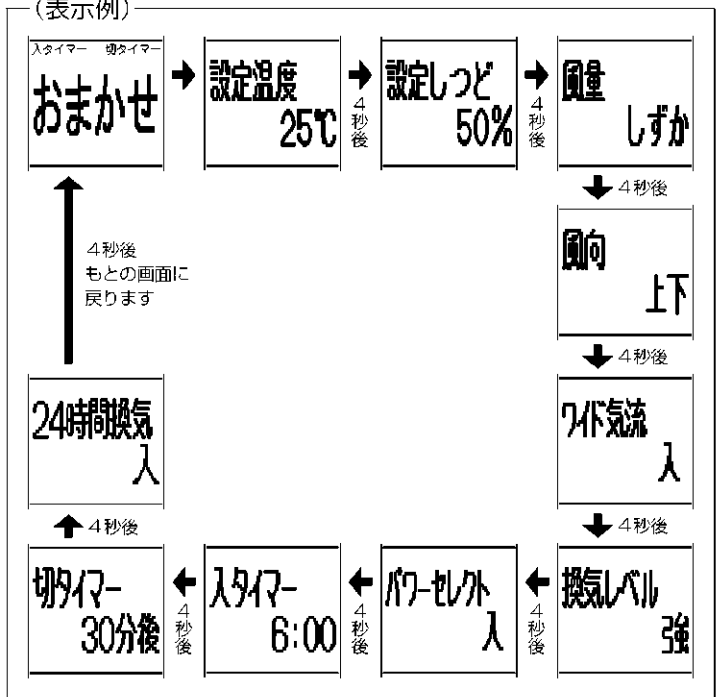 (表示例)
入タイマー 切タイマー
おまかせ
設定温度
25℃
4秒後
設定しつど
50%
4秒後
風量
しずか
4秒後
風向
上下
4秒後
ワイド気流
入
4秒後
換気レベル
強
4秒後
パワーセレクト
入
4秒後
入タイマー
6:00
4秒後
切タイマー
30分後
4秒後
24時間換気
入
4秒後
もとの画面に
戻ります